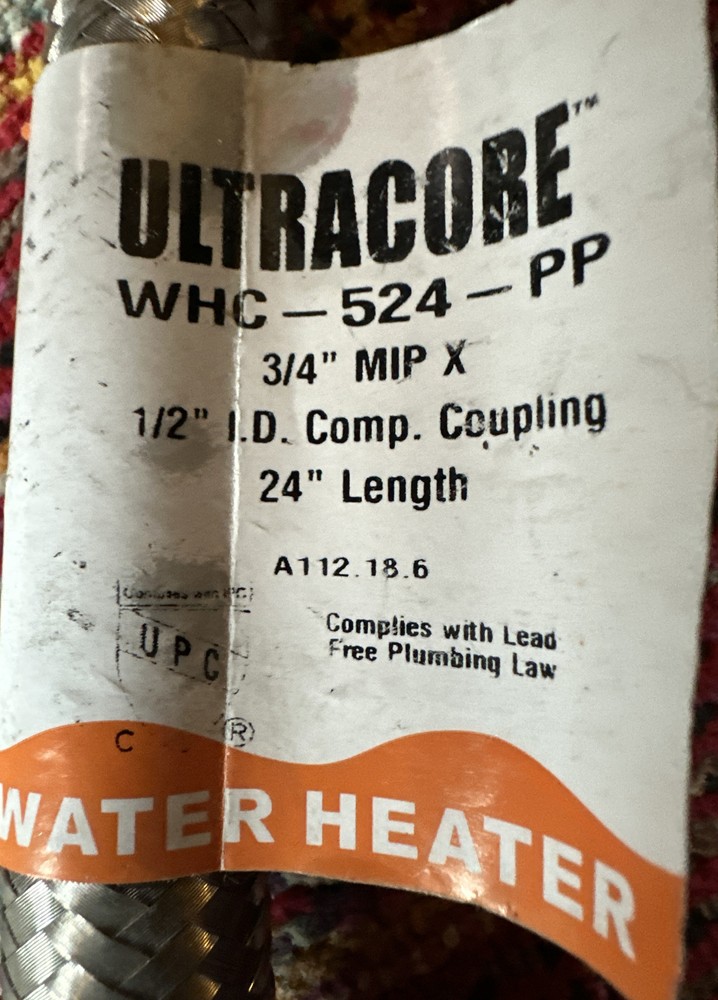 ULTRACORE™
WHC – 524 – PP
3/4" MIP X
1/2" I.D. Comp. Coupling
24" Length
A112.18.6
UPC
C ®
Complies with Lead
Free Plumbing Law
WATER HEATER